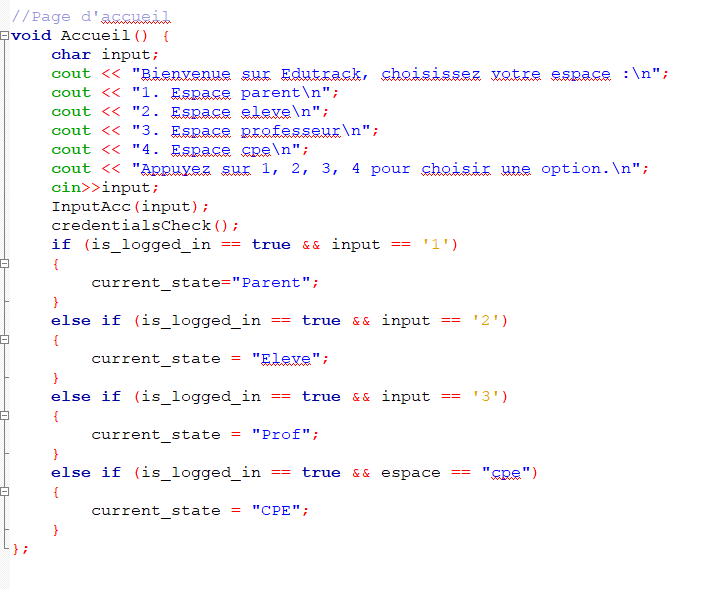 //Page d'accueil
void Accueil() {
char input;
cout << "Bienvenue sur Edutrack, choisissez votre espace :\n";
cout << "1. Espace parent\n";
cout << "2. Espace eleve\n";
cout << "3. Espace professeur\n";
cout << "4. Espace cpe\n";
cout << "Appuyez sur 1, 2, 3, 4 pour choisir une option.\n";
cin>>input;
InputAcc(input);
credentialsCheck();
if (is_logged_in == true && input == '1')
{
current_state="Parent";
}
else if (is_logged_in == true && input == '2')
{
current_state = "Eleve";
}
else if (is_logged_in == true && input == '3')
{
current_state = "Prof";
}
else if (is_logged_in == true && espace == "cpe")
{
current_state = "CPE";
}
};